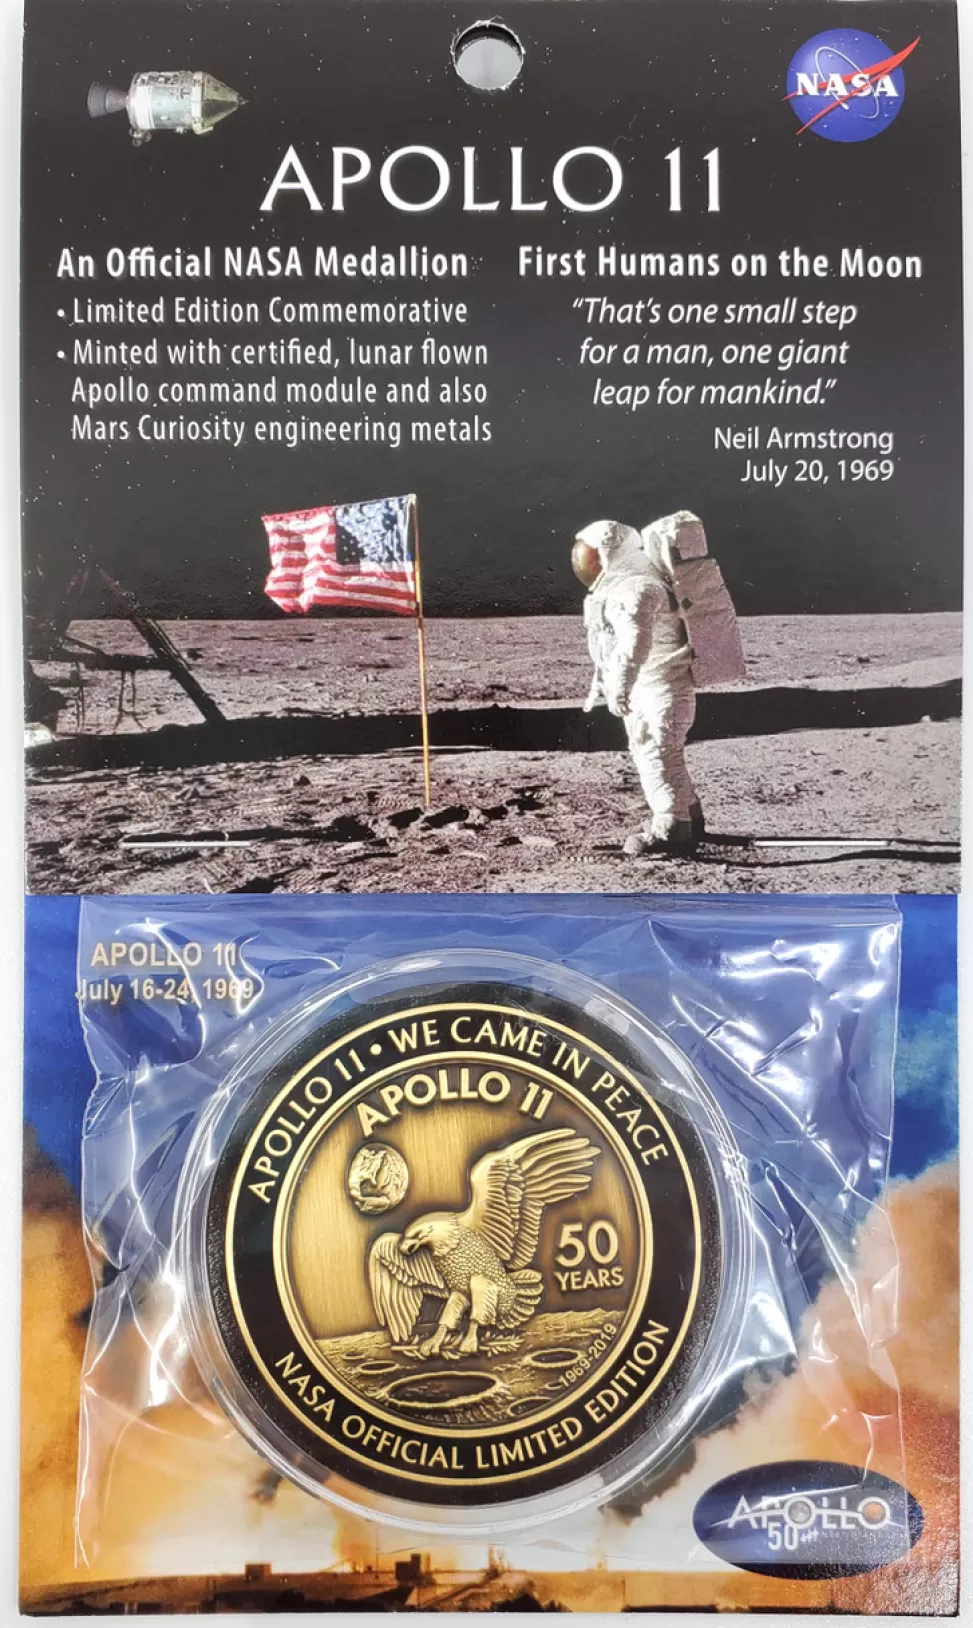 NASA
APOLLO 11
An Official NASA Medallion
• Limited Edition Commemorative
• Minted with certified, lunar flown
Apollo command module and also
Mars Curiosity engineering metals
First Humans on the Moon
“That’s one small step
for a man, one giant
leap for mankind.”
Neil Armstrong
July 20, 1969
APOLLO 11
July 16-24, 1969
APOLLO 11 • WE CAME IN PEACE
APOLLO 11
50
YEARS
1969-2019
NASA OFFICIAL LIMITED EDITION
APOLLO
50th